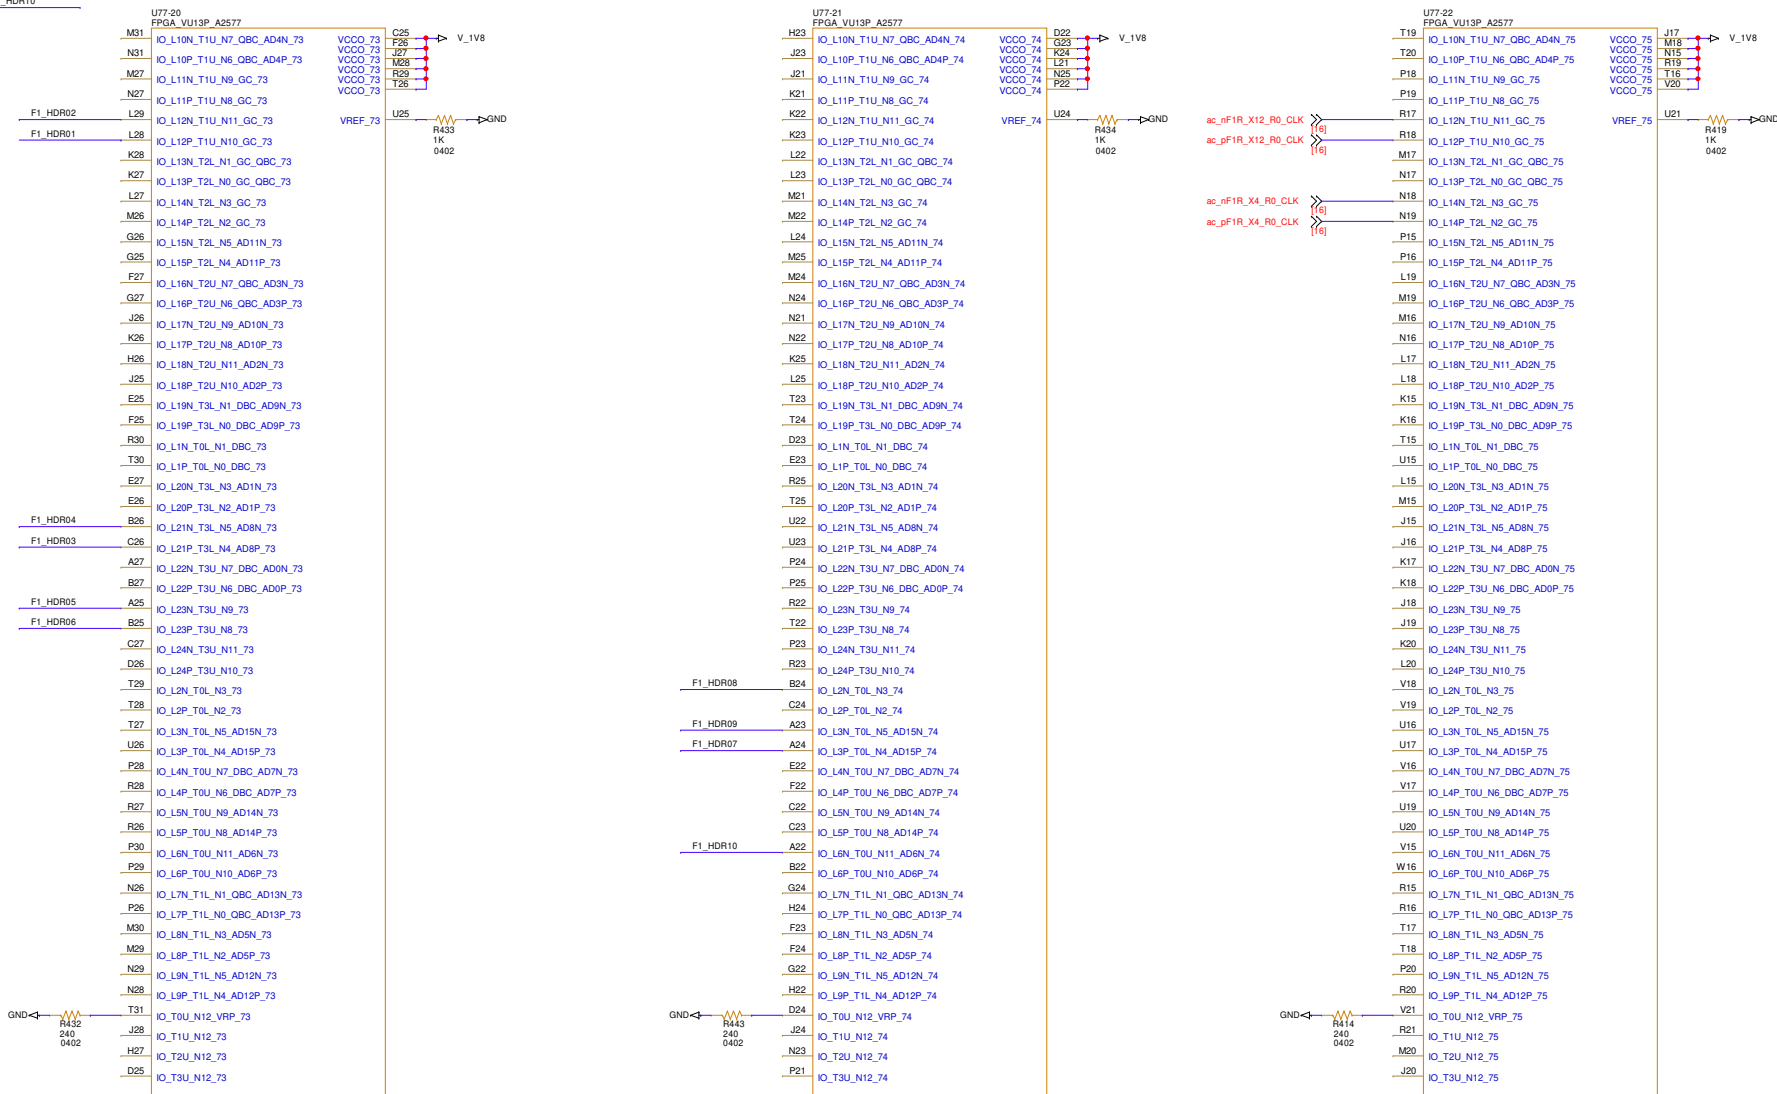 _HDR10
U77-20
FPGA_VU13P_A2577
M31 IO_L10N_T1U_N7_QBC_AD4N_73
N31 IO_L10P_T1U_N6_QBC_AD4P_73
M27 IO_L11N_T1U_N9_GC_73
N27 IO_L11P_T1U_N8_GC_73
F1_HDR02 L29 IO_L12N_T1U_N11_GC_73
F1_HDR01 L28 IO_L12P_T1U_N10_GC_73
K28 IO_L13N_T2L_N1_GC_QBC_73
K27 IO_L13P_T2L_N0_GC_QBC_73
L27 IO_L14N_T2L_N3_GC_73
M26 IO_L14P_T2L_N2_GC_73
G26 IO_L15N_T2L_N5_AD11N_73
G25 IO_L15P_T2L_N4_AD11P_73
F27 IO_L16N_T2U_N7_QBC_AD3N_73
G27 IO_L16P_T2U_N6_QBC_AD3P_73
J26 IO_L17N_T2U_N9_AD10N_73
K26 IO_L17P_T2U_N8_AD10P_73
H26 IO_L18N_T2U_N11_AD2N_73
J25 IO_L18P_T2U_N10_AD2P_73
E25 IO_L19N_T3L_N1_DBC_AD9N_73
F25 IO_L19P_T3L_N0_DBC_AD9P_73
R30 IO_L1N_T0L_N1_DBC_73
T30 IO_L1P_T0L_N0_DBC_73
E27 IO_L20N_T3L_N3_AD1N_73
E26 IO_L20P_T3L_N2_AD1P_73
F1_HDR04 B26 IO_L21N_T3L_N5_AD8N_73
F1_HDR03 C26 IO_L21P_T3L_N4_AD8P_73
A27 IO_L22N_T3U_N7_DBC_AD0N_73
B27 IO_L22P_T3U_N6_DBC_AD0P_73
F1_HDR05 A25 IO_L23N_T3U_N9_73
F1_HDR06 B25 IO_L23P_T3U_N8_73
C27 IO_L24N_T3U_N11_73
D26 IO_L24P_T3U_N10_73
T29 IO_L2N_T0L_N3_73
T28 IO_L2P_T0L_N2_73
T27 IO_L3N_T0L_N5_AD15N_73
U26 IO_L3P_T0L_N4_AD15P_73
P28 IO_L4N_T0U_N7_DBC_AD7N_73
R28 IO_L4P_T0U_N6_DBC_AD7P_73
R27 IO_L5N_T0U_N9_AD14N_73
R26 IO_L5P_T0U_N8_AD14P_73
P30 IO_L6N_T0U_N11_AD6N_73
P29 IO_L6P_T0U_N10_AD6P_73
N26 IO_L7N_T1L_N1_QBC_AD13N_73
P26 IO_L7P_T1L_N0_QBC_AD13P_73
M30 IO_L8N_T1L_N3_AD5N_73
M29 IO_L8P_T1L_N2_AD5P_73
N29 IO_L9N_T1L_N5_AD12N_73
N28 IO_L9P_T1L_N4_AD12P_73
GND T31 IO_T0U_N12_VRP_73
R432
240
0402
J28 IO_T1U_N12_73
H27 IO_T2U_N12_73
D25 IO_T3U_N12_73
VCCO_73 C25 V_1V8
VCCO_73 F26
VCCO_73 J27
VCCO_73 M28
VCCO_73 R29
VCCO_73 T26
VREF_73 U25 GND
R433
1K
0402
U77-21
FPGA_VU13P_A2577
H23 IO_L10N_T1U_N7_QBC_AD4N_74
J23 IO_L10P_T1U_N6_QBC_AD4P_74
J21 IO_L11N_T1U_N9_GC_74
K21 IO_L11P_T1U_N8_GC_74
K22 IO_L12N_T1U_N11_GC_74
K23 IO_L12P_T1U_N10_GC_74
L22 IO_L13N_T2L_N1_GC_QBC_74
L23 IO_L13P_T2L_N0_GC_QBC_74
M21 IO_L14N_T2L_N3_GC_74
M22 IO_L14P_T2L_N2_GC_74
L24 IO_L15N_T2L_N5_AD11N_74
M25 IO_L15P_T2L_N4_AD11P_74
M24 IO_L16N_T2U_N7_QBC_AD3N_74
N24 IO_L16P_T2U_N6_QBC_AD3P_74
N21 IO_L17N_T2U_N9_AD10N_74
N22 IO_L17P_T2U_N8_AD10P_74
K25 IO_L18N_T2U_N11_AD2N_74
L25 IO_L18P_T2U_N10_AD2P_74
T23 IO_L19N_T3L_N1_DBC_AD9N_74
T24 IO_L19P_T3L_N0_DBC_AD9P_74
D23 IO_L1N_T0L_N1_DBC_74
E23 IO_L1P_T0L_N0_DBC_74
R25 IO_L20N_T3L_N3_AD1N_74
T25 IO_L20P_T3L_N2_AD1P_74
U22 IO_L21N_T3L_N5_AD8N_74
U23 IO_L21P_T3L_N4_AD8P_74
P24 IO_L22N_T3U_N7_DBC_AD0N_74
P25 IO_L22P_T3U_N6_DBC_AD0P_74
R22 IO_L23N_T3U_N9_74
T22 IO_L23P_T3U_N8_74
P23 IO_L24N_T3U_N11_74
R23 IO_L24P_T3U_N10_74
F1_HDR08 B24 IO_L2N_T0L_N3_74
C24 IO_L2P_T0L_N2_74
F1_HDR09 A23 IO_L3N_T0L_N5_AD15N_74
F1_HDR07 A24 IO_L3P_T0L_N4_AD15P_74
E22 IO_L4N_T0U_N7_DBC_AD7N_74
F22 IO_L4P_T0U_N6_DBC_AD7P_74
C22 IO_L5N_T0U_N9_AD14N_74
C23 IO_L5P_T0U_N8_AD14P_74
F1_HDR10 A22 IO_L6N_T0U_N11_AD6N_74
B22 IO_L6P_T0U_N10_AD6P_74
G24 IO_L7N_T1L_N1_QBC_AD13N_74
H24 IO_L7P_T1L_N0_QBC_AD13P_74
F23 IO_L8N_T1L_N3_AD5N_74
F24 IO_L8P_T1L_N2_AD5P_74
G22 IO_L9N_T1L_N5_AD12N_74
H22 IO_L9P_T1L_N4_AD12P_74
GND D24 IO_T0U_N12_VRP_74
R443
240
0402
J24 IO_T1U_N12_74
N23 IO_T2U_N12_74
P21 IO_T3U_N12_74
VCCO_74 D22 V_1V8
VCCO_74 G23
VCCO_74 K24
VCCO_74 L21
VCCO_74 N25
VCCO_74 P22
VREF_74 U24 GND
R434
1K
0402
U77-22
FPGA_VU13P_A2577
T19 IO_L10N_T1U_N7_QBC_AD4N_75
T20 IO_L10P_T1U_N6_QBC_AD4P_75
P18 IO_L11N_T1U_N9_GC_75
P19 IO_L11P_T1U_N8_GC_75
ac_nF1R_X12_R0_CLK [16] R17 IO_L12N_T1U_N11_GC_75
ac_pF1R_X12_R0_CLK [16] R18 IO_L12P_T1U_N10_GC_75
M17 IO_L13N_T2L_N1_GC_QBC_75
N17 IO_L13P_T2L_N0_GC_QBC_75
ac_nF1R_X4_R0_CLK [16] N18 IO_L14N_T2L_N3_GC_75
ac_pF1R_X4_R0_CLK [16] N19 IO_L14P_T2L_N2_GC_75
P15 IO_L15N_T2L_N5_AD11N_75
P16 IO_L15P_T2L_N4_AD11P_75
L19 IO_L16N_T2U_N7_QBC_AD3N_75
M19 IO_L16P_T2U_N6_QBC_AD3P_75
M16 IO_L17N_T2U_N9_AD10N_75
N16 IO_L17P_T2U_N8_AD10P_75
L17 IO_L18N_T2U_N11_AD2N_75
L18 IO_L18P_T2U_N10_AD2P_75
K15 IO_L19N_T3L_N1_DBC_AD9N_75
K16 IO_L19P_T3L_N0_DBC_AD9P_75
T15 IO_L1N_T0L_N1_DBC_75
U15 IO_L1P_T0L_N0_DBC_75
L15 IO_L20N_T3L_N3_AD1N_75
M15 IO_L20P_T3L_N2_AD1P_75
J15 IO_L21N_T3L_N5_AD8N_75
J16 IO_L21P_T3L_N4_AD8P_75
K17 IO_L22N_T3U_N7_DBC_AD0N_75
K18 IO_L22P_T3U_N6_DBC_AD0P_75
J18 IO_L23N_T3U_N9_75
J19 IO_L23P_T3U_N8_75
K20 IO_L24N_T3U_N11_75
L20 IO_L24P_T3U_N10_75
V18 IO_L2N_T0L_N3_75
V19 IO_L2P_T0L_N2_75
U16 IO_L3N_T0L_N5_AD15N_75
U17 IO_L3P_T0L_N4_AD15P_75
V16 IO_L4N_T0U_N7_DBC_AD7N_75
V17 IO_L4P_T0U_N6_DBC_AD7P_75
U19 IO_L5N_T0U_N9_AD14N_75
U20 IO_L5P_T0U_N8_AD14P_75
V15 IO_L6N_T0U_N11_AD6N_75
W16 IO_L6P_T0U_N10_AD6P_75
R15 IO_L7N_T1L_N1_QBC_AD13N_75
R16 IO_L7P_T1L_N0_QBC_AD13P_75
T17 IO_L8N_T1L_N3_AD5N_75
T18 IO_L8P_T1L_N2_AD5P_75
P20 IO_L9N_T1L_N5_AD12N_75
R20 IO_L9P_T1L_N4_AD12P_75
GND V21 IO_T0U_N12_VRP_75
R414
240
0402
R21 IO_T1U_N12_75
M20 IO_T2U_N12_75
J20 IO_T3U_N12_75
VCCO_75 J17 V_1V8
VCCO_75 M18
VCCO_75 N15
VCCO_75 R19
VCCO_75 T16
VCCO_75 V20
VREF_75 U21 GND
R419
1K
0402